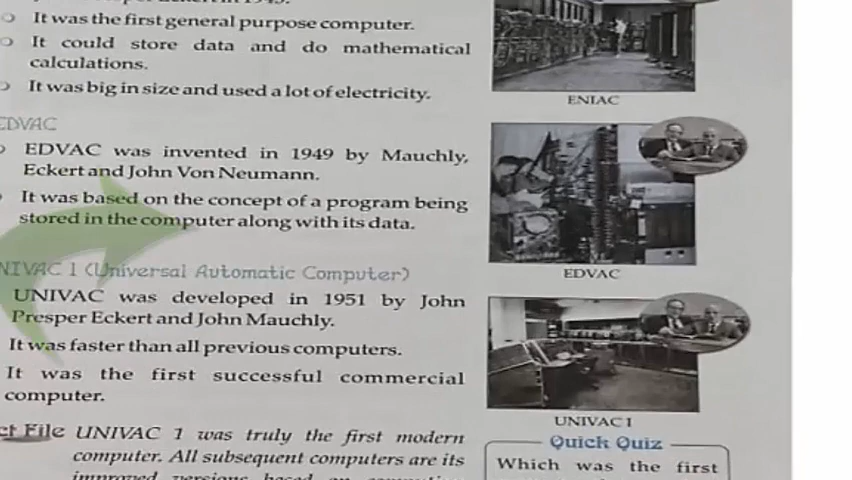 It was the first general purpose computer.
It could store data and do mathematical
calculations.
It was big in size and used a lot of electricity.
ENIAC
EDVAC
EDVAC was invented in 1949 by Mauchly,
Eckert and John Von Neumann.
It was based on the concept of a program being
stored in the computer along with its data.
EDVAC
NIVAC 1 (Universal Automatic Computer)
UNIVAC was developed in 1951 by John
Presper Eckert and John Mauchly.
It was faster than all previous computers.
It was the first successful commercial
computer.
UNIVAC 1
ct File UNIVAC 1 was truly the first modern
computer. All subsequent computers are its
improved versions based on
Quick Quiz
Which was the first